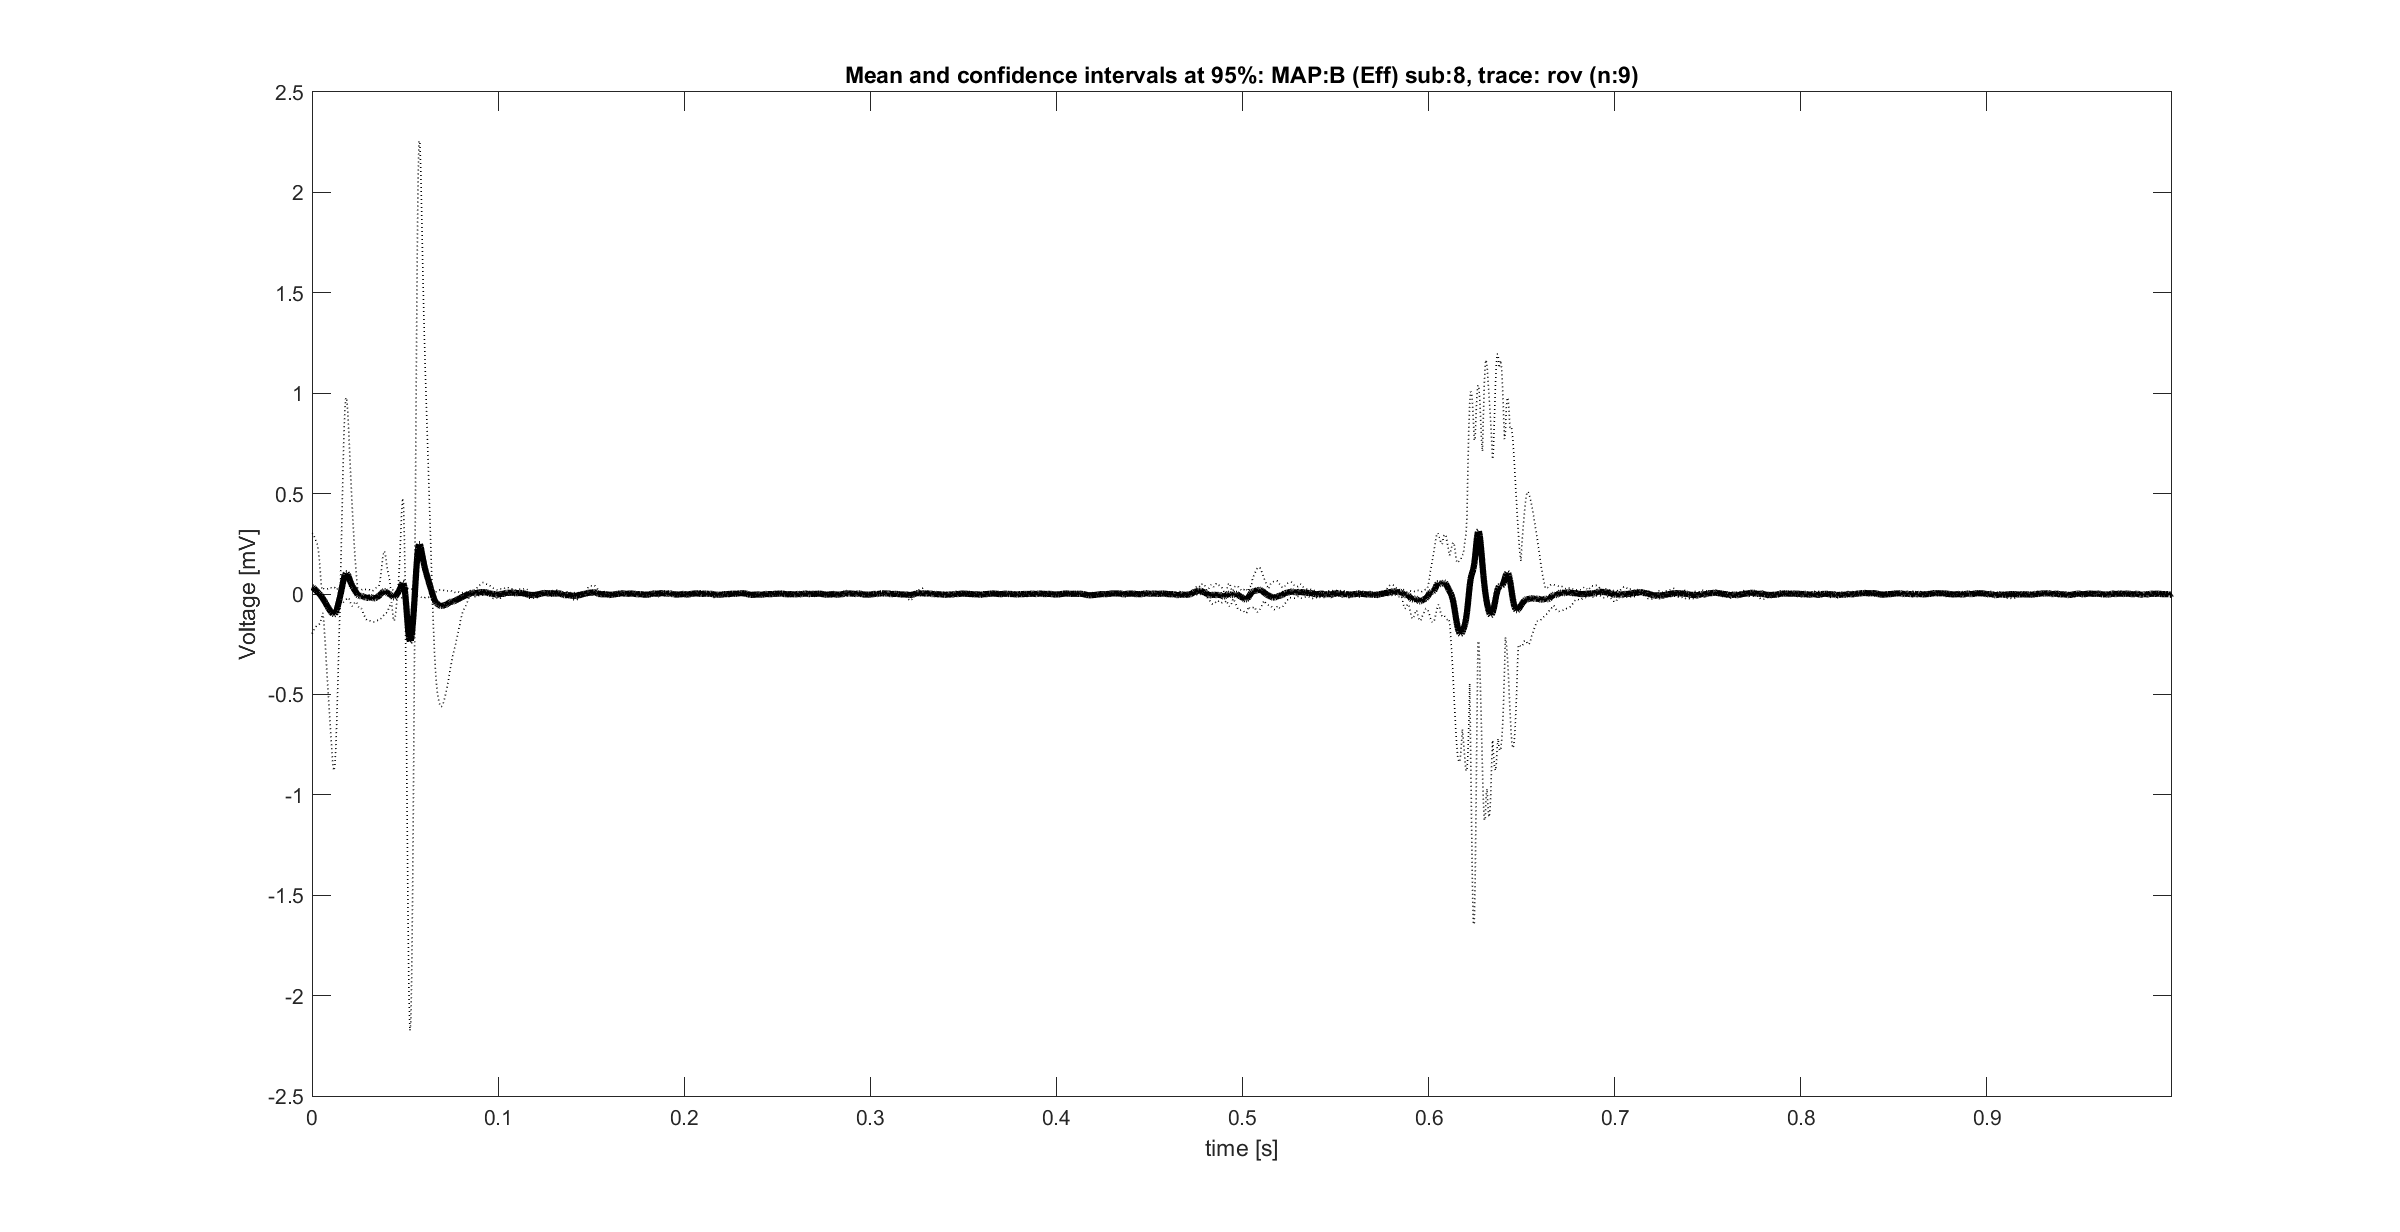 Mean and confidence intervals at 95%: MAP:B (Eff) sub:8, trace: rov (n:9)
2.5
2
1.5
1
0.5
0
-0.5
-1
-1.5
-2
-2.5
Voltage [mV]
0 0.1 0.2 0.3 0.4 0.5 0.6 0.7 0.8 0.9
time [s]